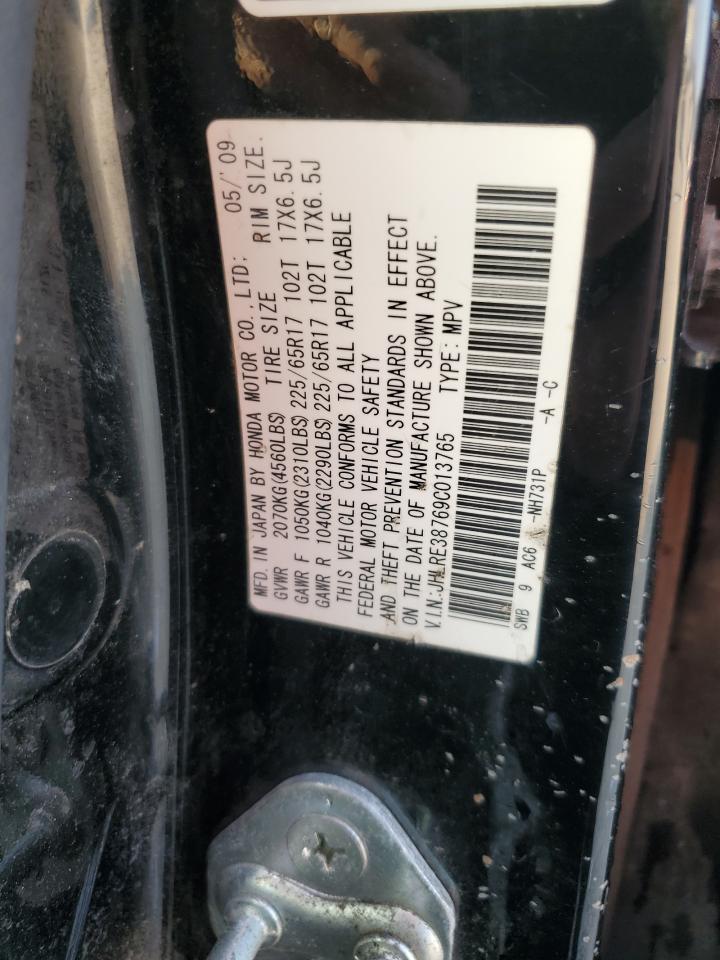 MFD. IN JAPAN BY HONDA MOTOR CO., LTD: 05/'09
GVWR 2070KG(4560LBS) TIRE SIZE RIM SIZE.
GAWR F 1050KG(2310LBS) 225/65R17 102T 17X6.5J
GAWR R 1040KG(2290LBS) 225/65R17 102T 17X6.5J
THIS VEHICLE CONFORMS TO ALL APPLICABLE
FEDERAL MOTOR VEHICLE SAFETY
AND THEFT PREVENTION STANDARDS IN EFFECT
ON THE DATE OF MANUFACTURE SHOWN ABOVE.
V.I.N.:JHLRE38769C013765 TYPE: MPV
SWB 9 AC6 -NH731P -A -C